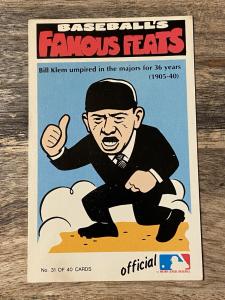 BASEBALL'S
FAMOUS FEATS
Bill Klem umpired in the majors for 36 years
(1905-40)
No. 31 OF 40 CARDS
official